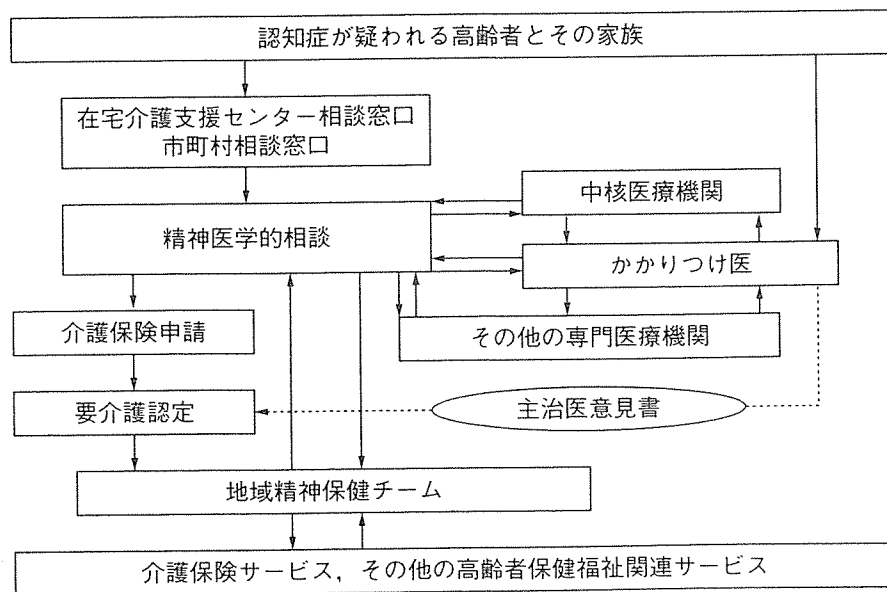 認知症が疑われる高齢者とその家族
在宅介護支援センター相談窓口
市町村相談窓口
中核医療機関
精神医学的相談
かかりつけ医
介護保険申請
その他の専門医療機関
要介護認定
主治医意見書
地域精神保健チーム
介護保険サービス，その他の高齢者保健福祉関連サービス